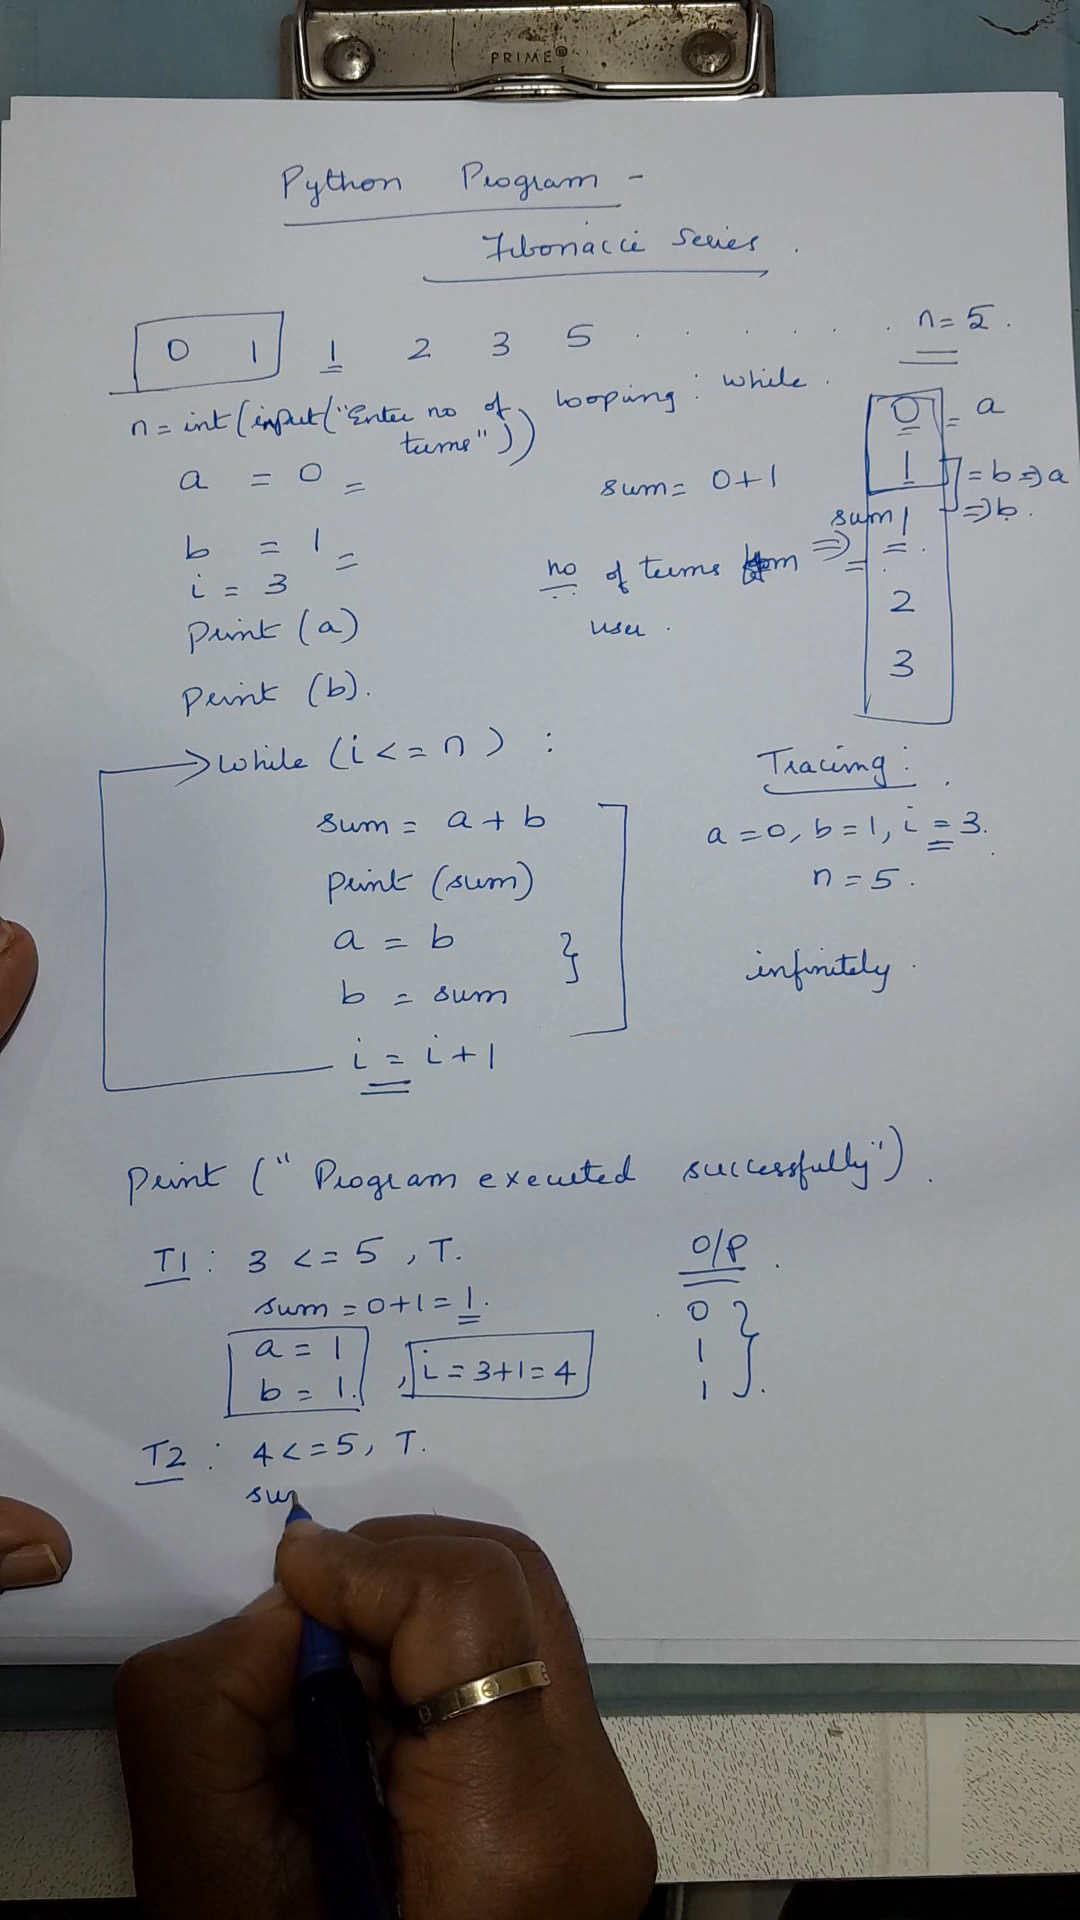 PRIME®
Python Program -
Fibonacci Series .
0 1 1 2 3 5 . . . . . . n = 5 .
n = int(input("Enter no of terms"))
looping : while .
a = 0
b = 1
i = 3
Print (a)
Print (b).
sum = 0+1
no of terms from
user .
0 = a
1 = b => a
sum 1 => b .
=> = .
2
3
while (i <= n) :
sum = a + b
print (sum)
a = b
b = sum
i = i + 1
Tracing : .
a = 0, b = 1, i = 3.
n = 5 .
infinitely .
Print (" Program executed successfully") .
T1 : 3 <= 5 , T.
sum = 0+1 = 1.
a = 1
b = 1. , i = 3+1 = 4
O/P .
0
1
1 .
T2 : 4 <= 5, T.
sum